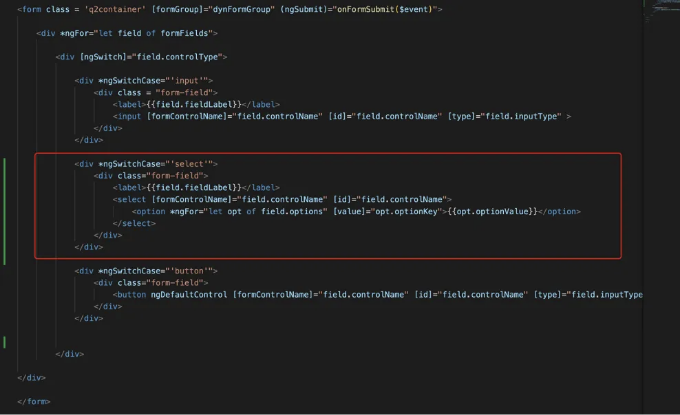 <form class = 'q2container' [formGroup]="dynFormGroup" (ngSubmit)="onFormSubmit($event)">
<div *ngFor="let field of formFields">
<div [ngSwitch]="field.controlType">
<div *ngSwitchCase="'input'">
<div class = "form-field">
<label>{{field.fieldLabel}}</label>
<input [formControlName]="field.controlName" [id]="field.controlName" [type]="field.inputType" >
</div>
</div>
<div *ngSwitchCase="'select'">
<div class="form-field">
<label>{{field.fieldLabel}}</label>
<select [formControlName]="field.controlName" [id]="field.controlName">
<option *ngFor="let opt of field.options" [value]="opt.optionKey">{{opt.optionValue}}</option>
</select>
</div>
</div>
<div *ngSwitchCase="'button'">
<div class="form-field">
<button ngDefaultControl [formControlName]="field.controlName" [id]="field.controlName" [type]="field.inputType
</div>
</div>
</div>
</div>
</form>